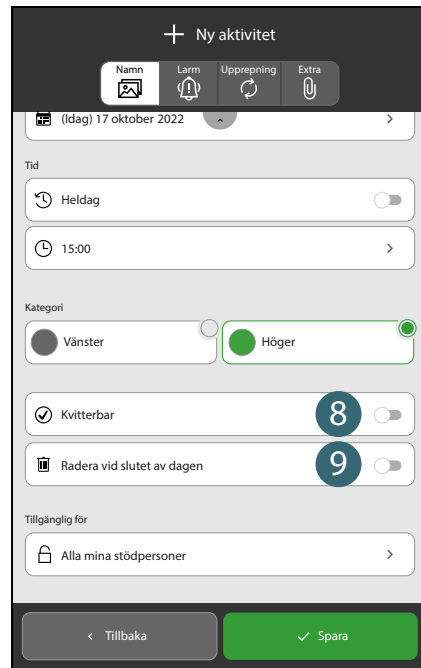 Ny aktivitet
Namn Larm Upprepning Extra
(Idag) 17 oktober 2022
Tid
Heldag
15:00
Kategori
Vänster Höger
Kvitterbar 8
Radera vid slutet av dagen 9
Tillgänglig för
Alla mina stödpersoner
Tillbaka Spara